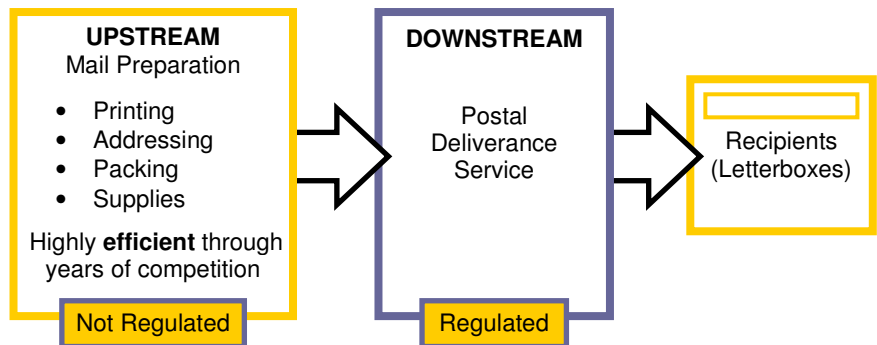 UPSTREAM
Mail Preparation
• Printing
• Addressing
• Packing
• Supplies
Highly efficient through
years of competition
Not Regulated
DOWNSTREAM
Postal
Deliverance
Service
Regulated
Recipients
(Letterboxes)